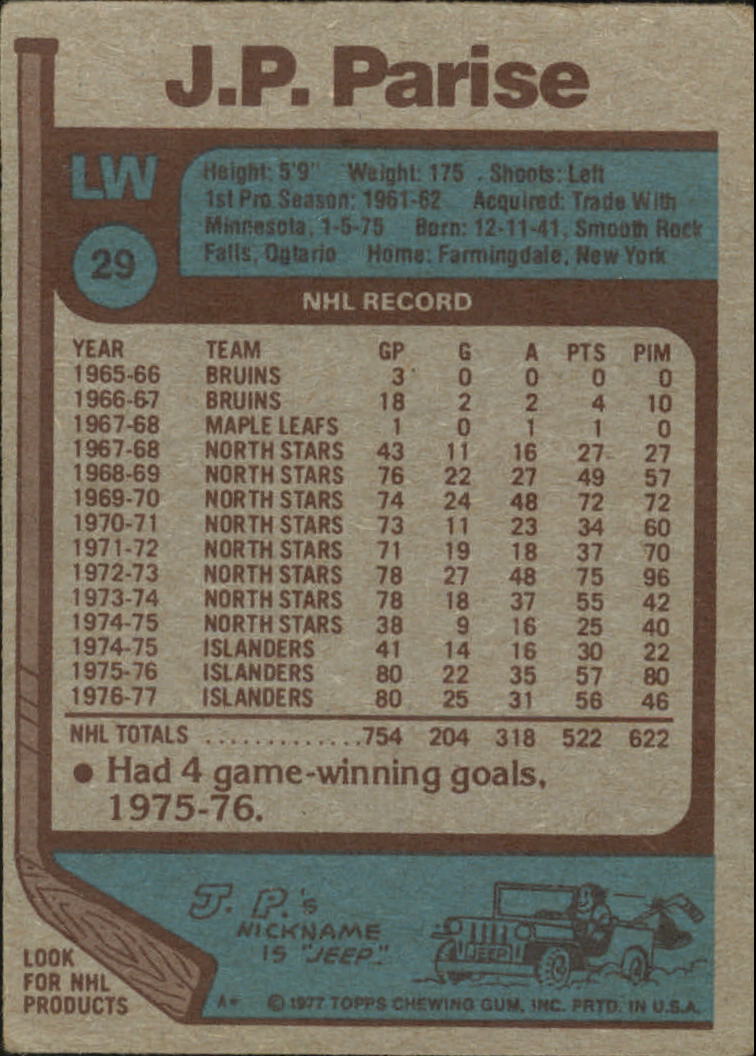 J.P. Parise
LW
29
Height: 5'9" Weight: 175 . Shoots: Left
1st Pro Season: 1961-62 Acquired: Trade With
Minnesota, 1-5-75 Born: 12-11-41, Smooth Rock
Falls, Ontario Home: Farmingdale, New York
NHL RECORD
YEAR TEAM GP G A PTS PIM
1965-66 BRUINS 3 0 0 0 0
1966-67 BRUINS 18 2 2 4 10
1967-68 MAPLE LEAFS 1 0 1 1 0
1967-68 NORTH STARS 43 11 16 27 27
1968-69 NORTH STARS 76 22 27 49 57
1969-70 NORTH STARS 74 24 48 72 72
1970-71 NORTH STARS 73 11 23 34 60
1971-72 NORTH STARS 71 19 18 37 70
1972-73 NORTH STARS 78 27 48 75 96
1973-74 NORTH STARS 78 18 37 55 42
1974-75 NORTH STARS 38 9 16 25 40
1974-75 ISLANDERS 41 14 16 30 22
1975-76 ISLANDERS 80 22 35 57 80
1976-77 ISLANDERS 80 25 31 56 46
NHL TOTALS .............754 204 318 522 622
● Had 4 game-winning goals,
1975-76.
J. P.'s
NICKNAME
IS "JEEP."
JEEP
LOOK
FOR NHL
PRODUCTS
A* © 1977 TOPPS CHEWING GUM, INC. PRTD. IN U.S.A.